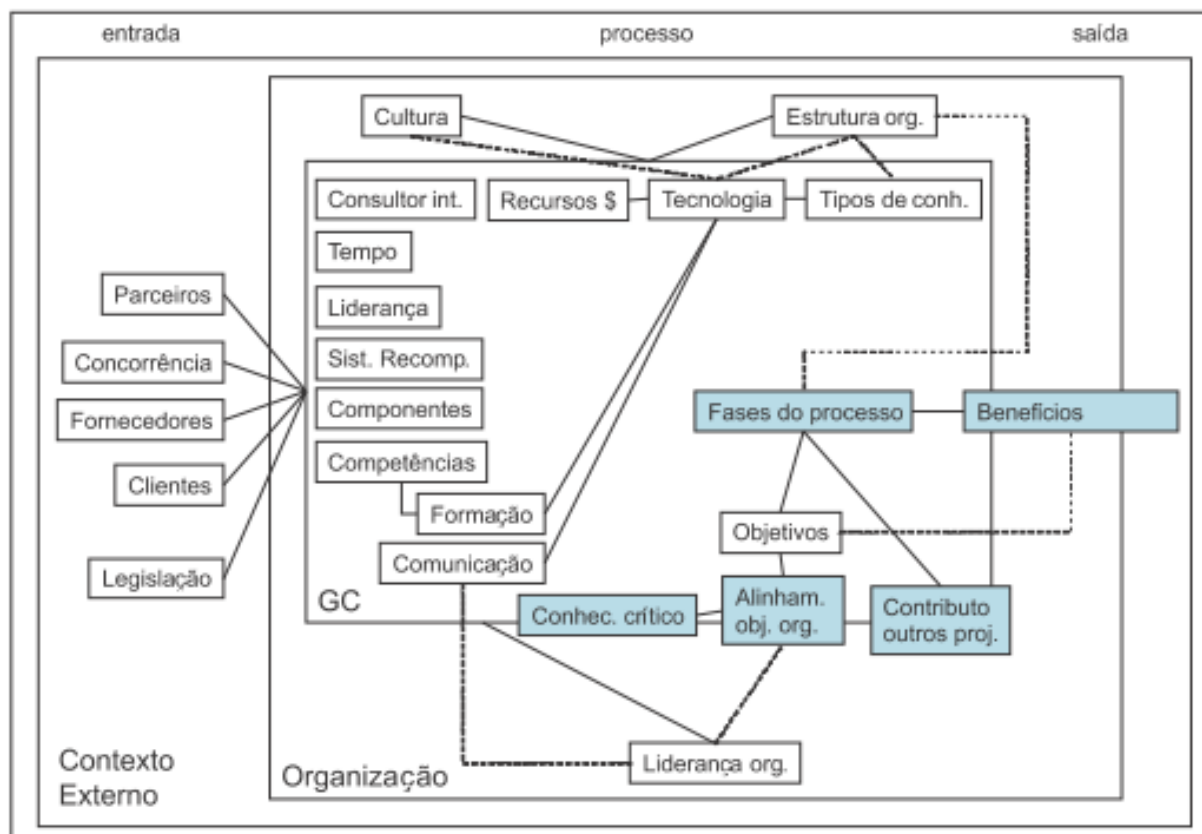 entrada
processo
saída
Cultura
Estrutura org.
Consultor int.
Recursos $
Tecnologia
Tipos de conh.
Tempo
Parceiros
Liderança
Concorrência
Sist. Recomp.
Fornecedores
Componentes
Fases do processo
Benefícios
Clientes
Competências
Formação
Objetivos
Legislação
Comunicação
GC
Conhec. crítico
Alinham.
obj. org.
Contributo
outros proj.
Contexto
Externo
Organização
Liderança org.